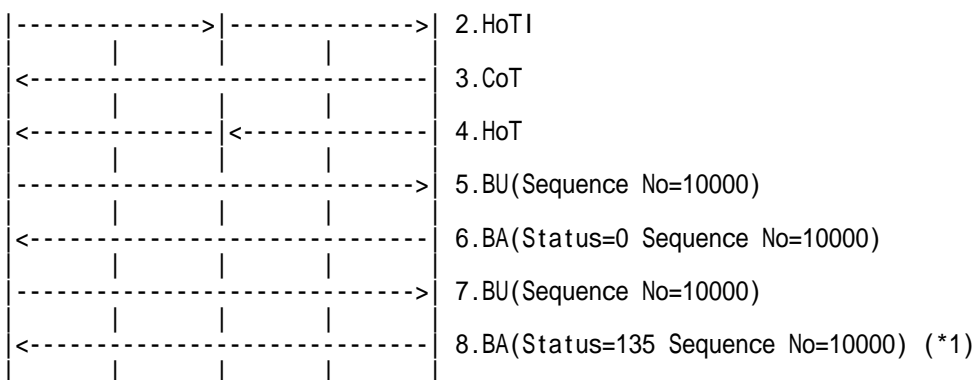 |-------------->|-------------->| 2.HoTI
| | | | |
|<------------------------------| 3.CoT
| | | | |
|<--------------|<--------------| 4.HoT
| | | | |
|------------------------------>| 5.BU(Sequence No=10000)
| | | | |
|<------------------------------| 6.BA(Status=0 Sequence No=10000)
| | | | |
|------------------------------>| 7.BU(Sequence No=10000)
| | | | |
|<------------------------------| 8.BA(Status=135 Sequence No=10000) (*1)
| | | | |